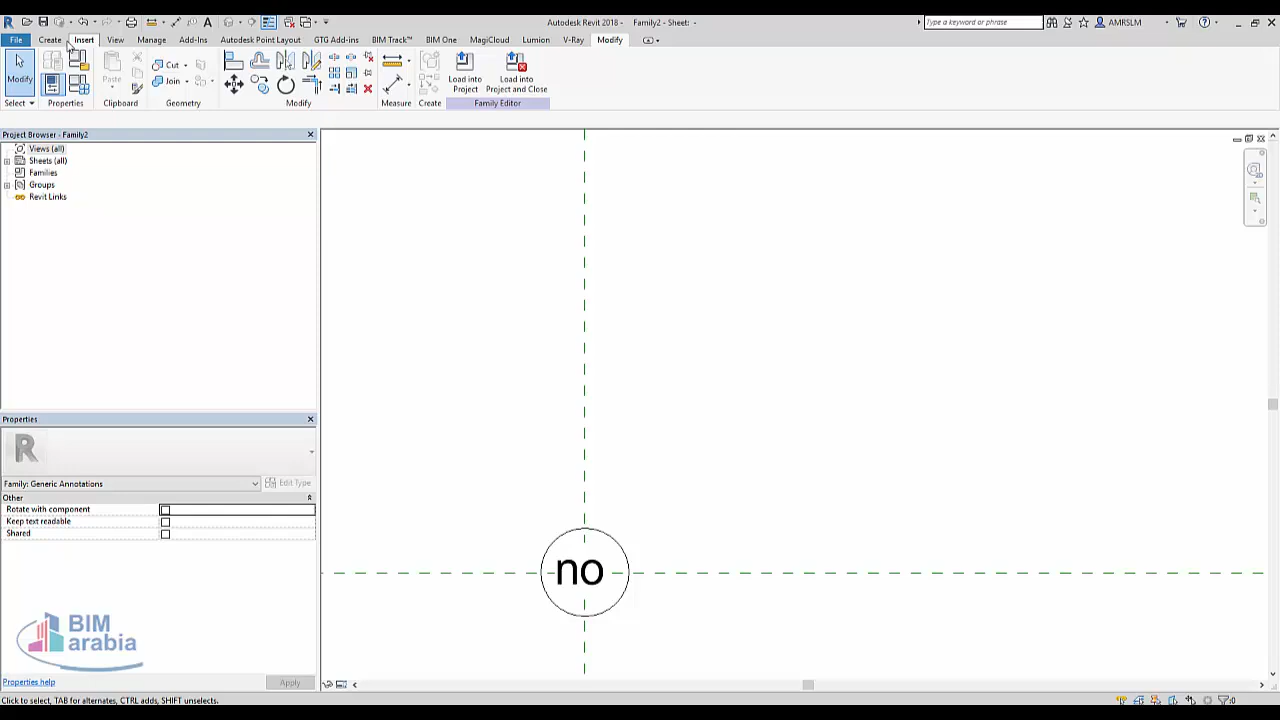 Autodesk Revit 2018 - Family2 - Sheet: -
Type a keyword or phrase
AMRSLM
File Create Insert View Manage Add-Ins Autodesk Point Layout GTG Add-ins BIM Track™ BIM One MagiCloud Lumion V-Ray Modify
Modify
Paste
Cut
Join
Load into
Project
Load into
Project and Close
Select Properties Clipboard Geometry Modify Measure Create Family Editor
Project Browser - Family2
Views (all)
Sheets (all)
Families
Groups
Revit Links
Properties
R
Family: Generic Annotations
Edit Type
Other
Rotate with component
Keep text readable
Shared
no
BIM
arabia
Properties help
Apply
Click to select, TAB for alternates, CTRL adds, SHIFT unselects.
:0